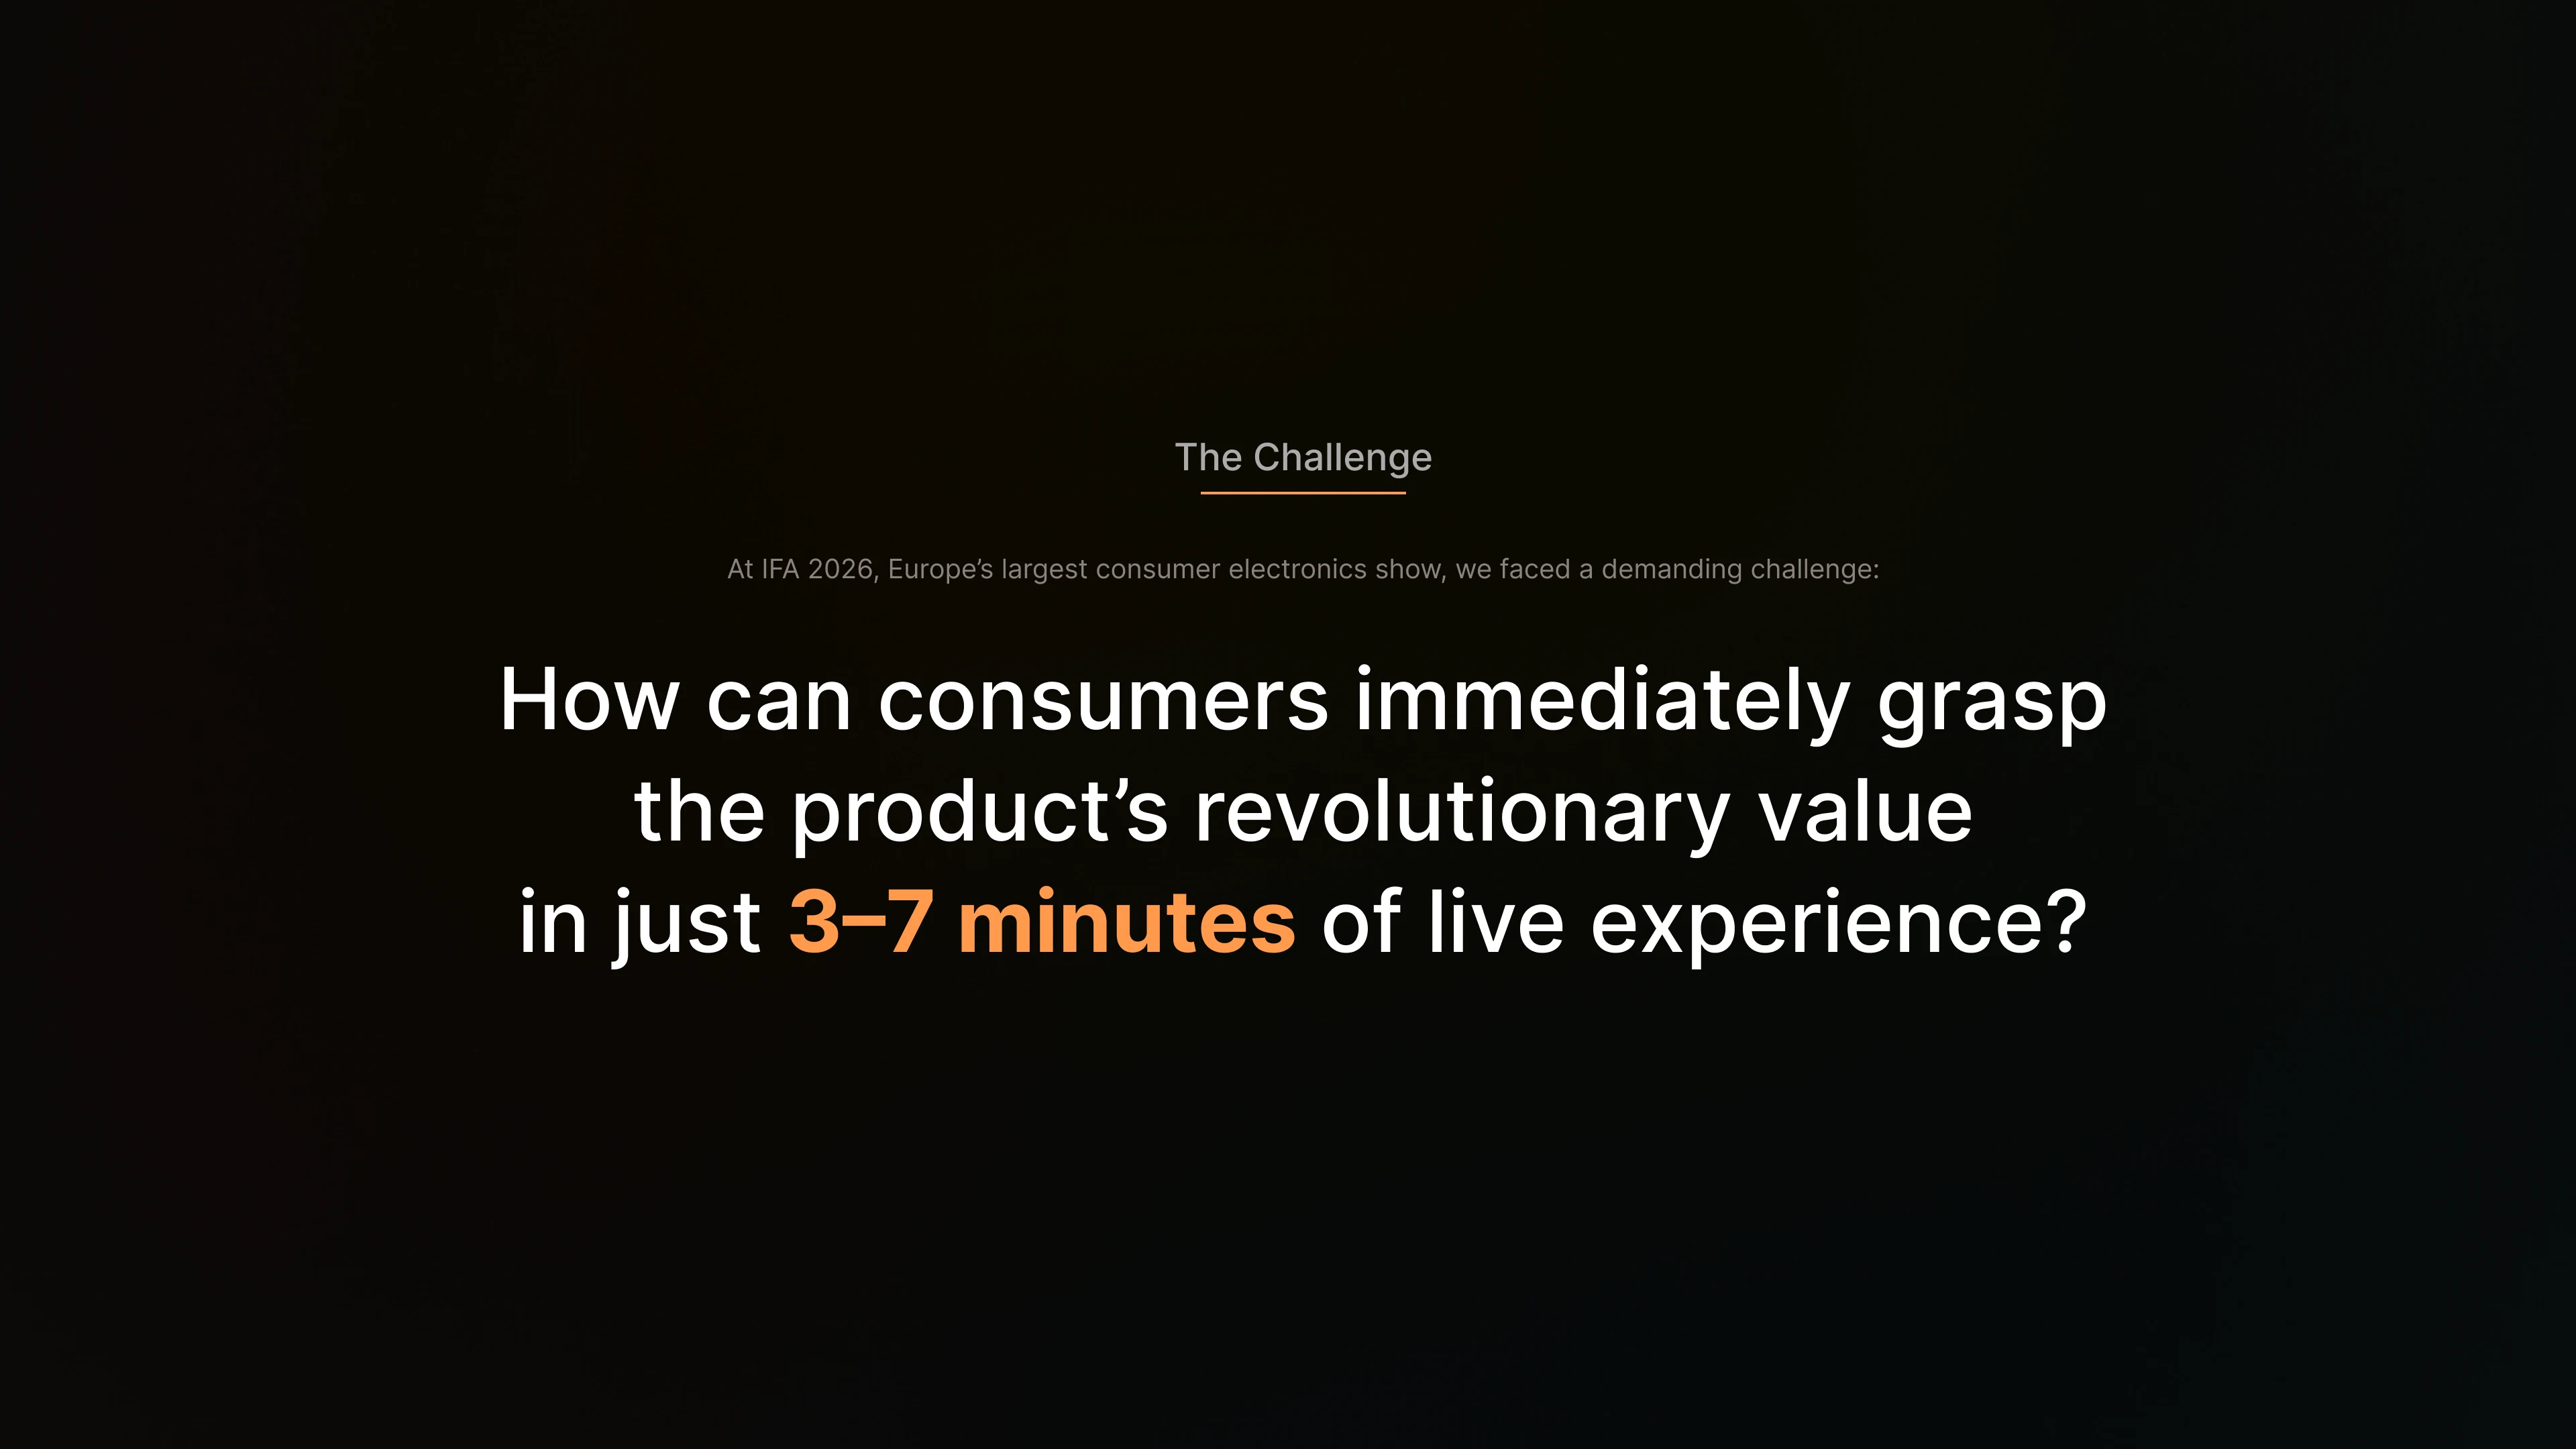 The Challenge
At IFA 2026, Europe’s largest consumer electronics show, we faced a demanding challenge:
How can consumers immediately grasp
the product’s revolutionary value
in just 3–7 minutes of live experience?